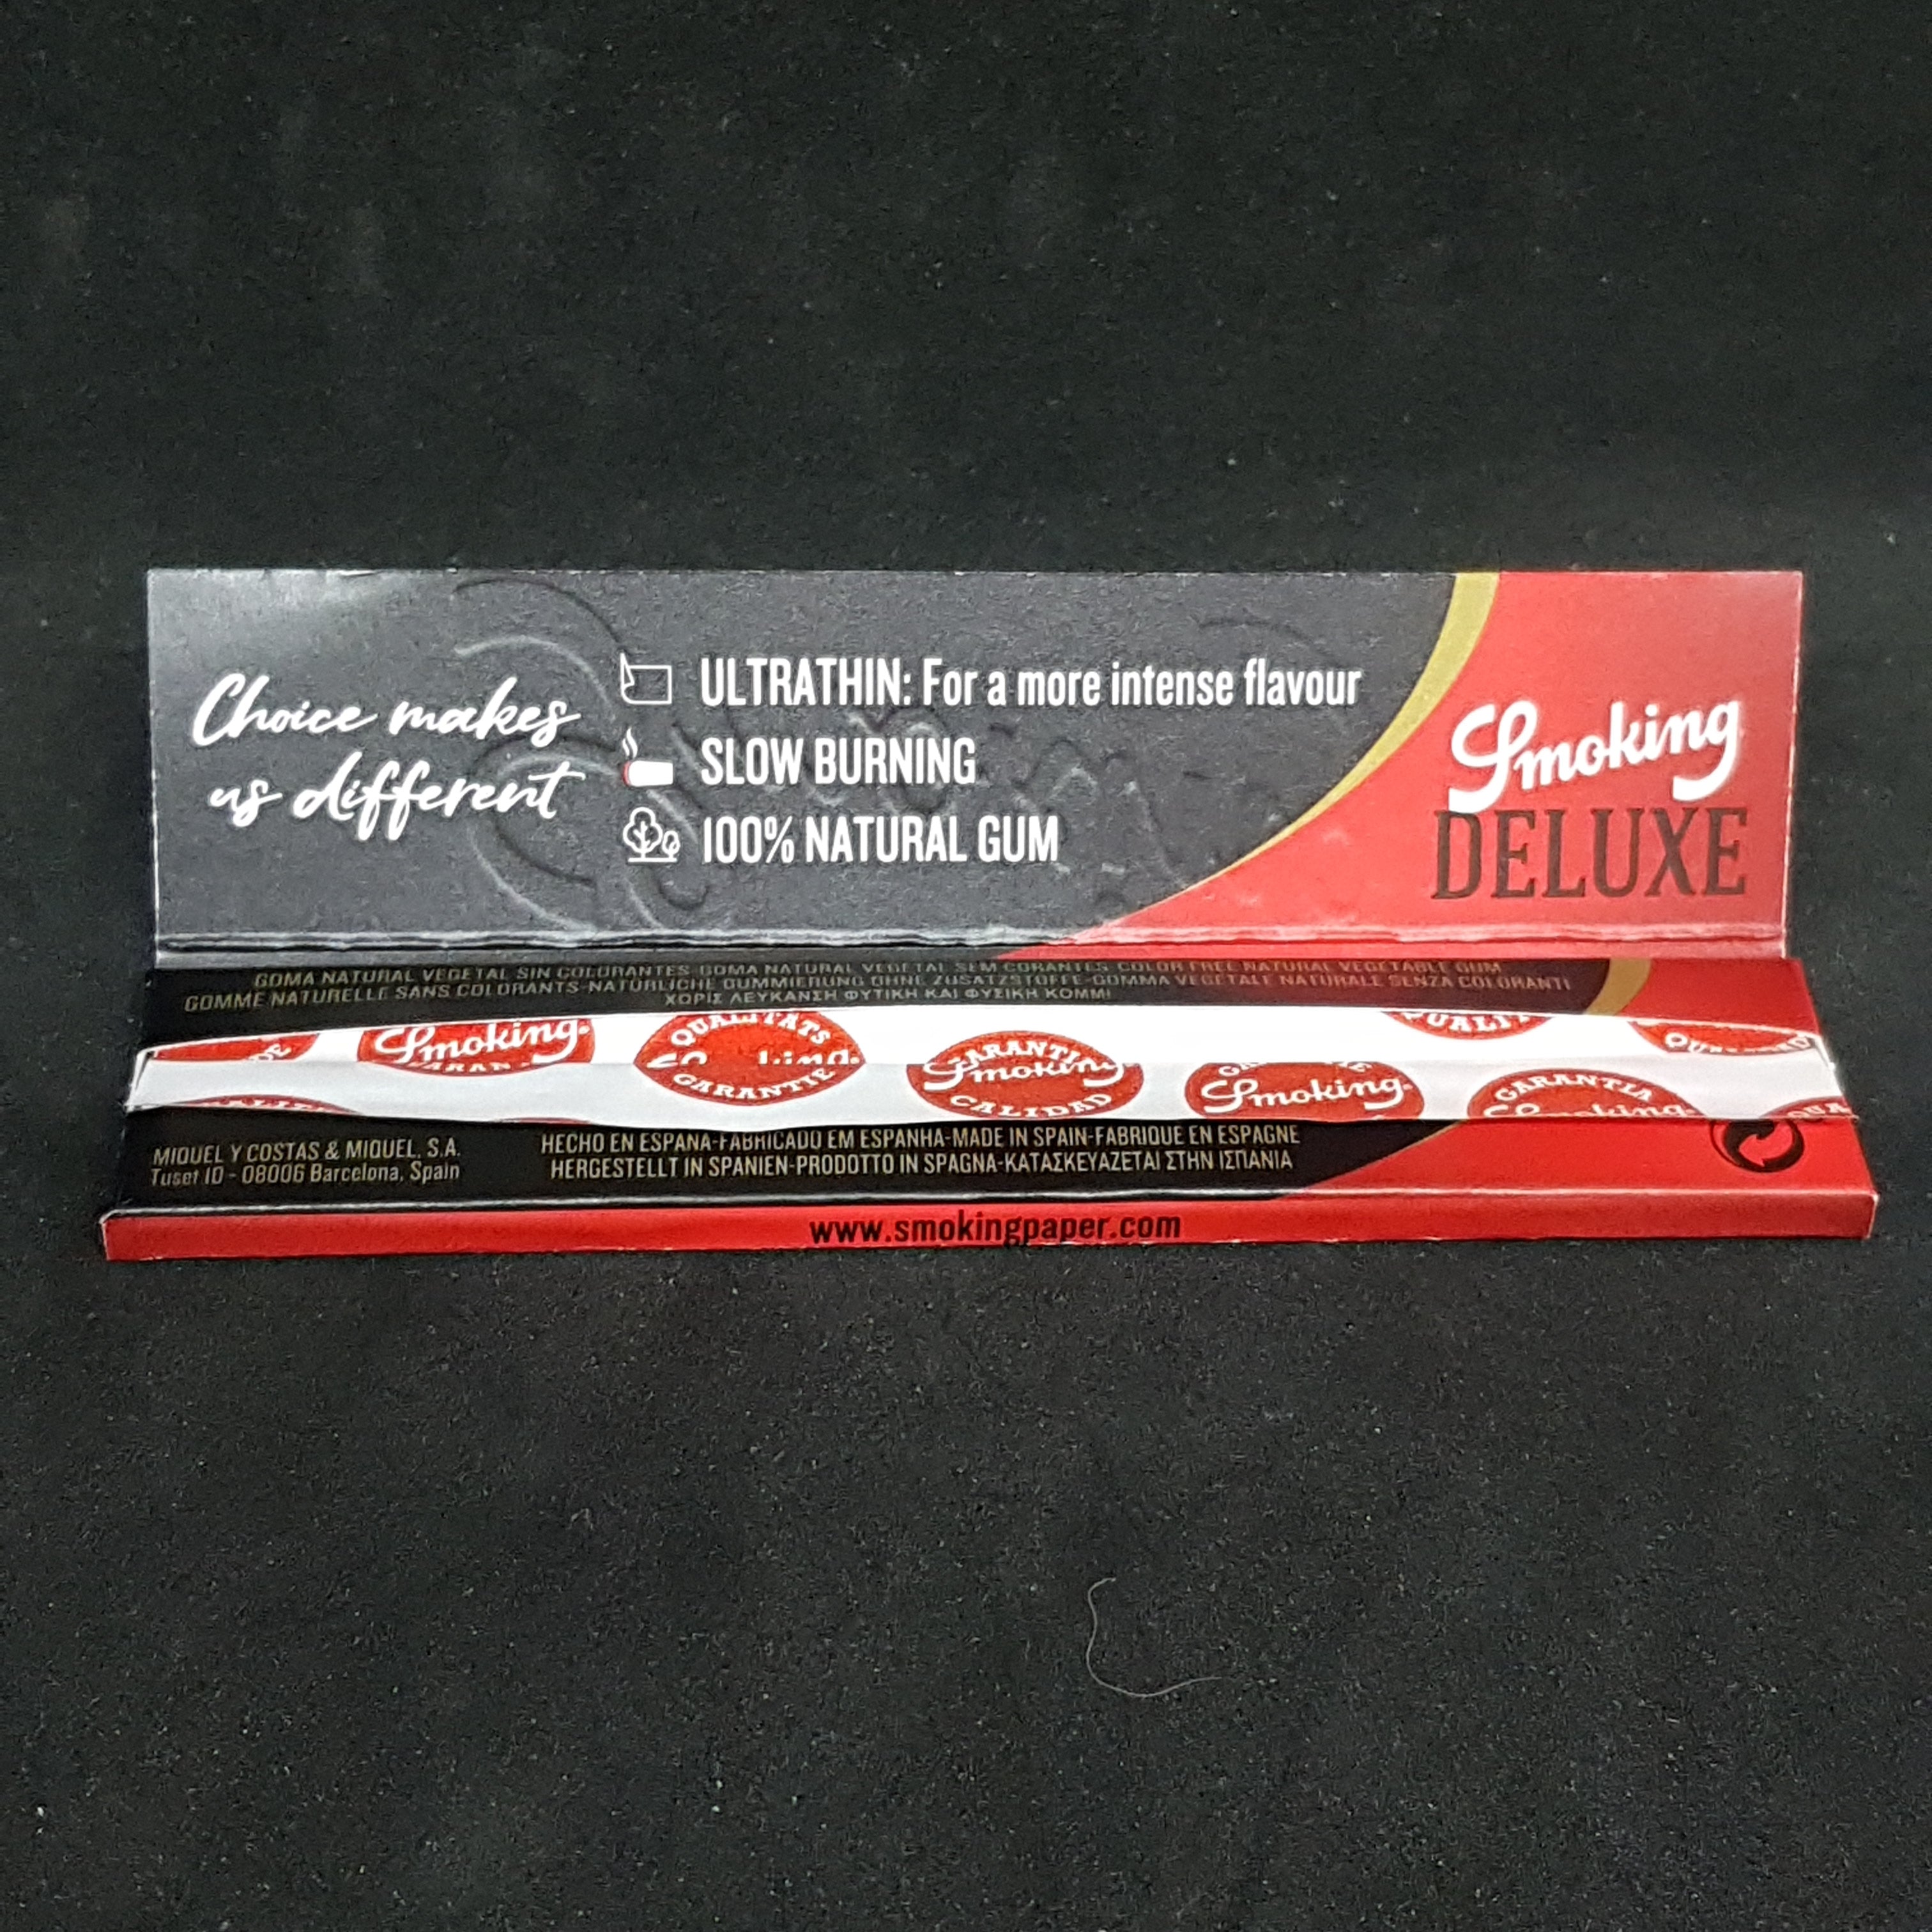 Choice makes
us different
ULTRATHIN: For a more intense flavour
SLOW BURNING
100% NATURAL GUM
Smoking
DELUXE
GOMA NATURAL VEGETAL SIN COLORANTES-GOMA NATURAL VEGETAL SEM CORANTES-COLOR FREE NATURAL VEGETABLE GUM
GOMME NATURELLE SANS COLORANTS-NATÜRLICHE GUMMIERUNG OHNE ZUSATZSTOFFE-GOMMA VEGETALE NATURALE SENZA COLORANTI
ΧΩΡΙΣ ΛΕΥΚΑΝΣΗ ΦΥΤΙΚΗ ΚΑΙ ΦΥΣΙΚΗ ΚΟΜΜΙ
Smoking
GARANTIE
GARANTIA
Smoking
CALIDAD
Smoking
GARANTIA
Smoking
MIQUEL Y COSTAS & MIQUEL, S.A.
Tuset 10 - 08006 Barcelona, Spain
HECHO EN ESPAÑA-FABRICADO EM ESPANHA-MADE IN SPAIN-FABRIQUE EN ESPAGNE
HERGESTELLT IN SPANIEN-PRODOTTO IN SPAGNA-ΚΑΤΑΣΚΕΥΑΖΕΤΑΙ ΣΤΗΝ ΙΣΠΑΝΙΑ
www.smokingpaper.com